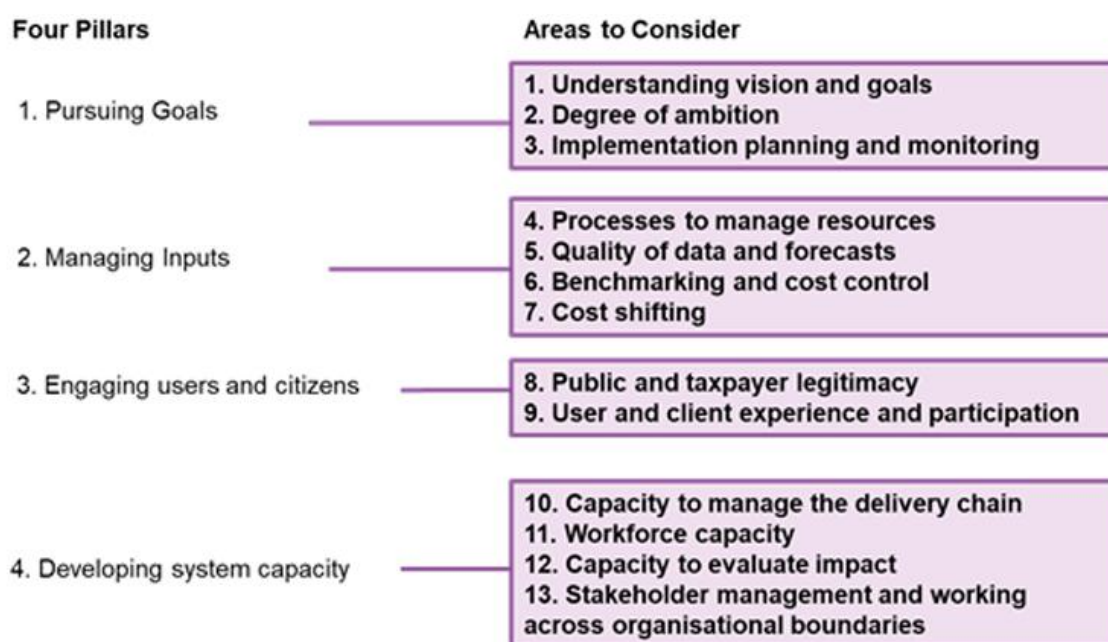 Four Pillars
Areas to Consider
1. Pursuing Goals
1. Understanding vision and goals
2. Degree of ambition
3. Implementation planning and monitoring
2. Managing Inputs
4. Processes to manage resources
5. Quality of data and forecasts
6. Benchmarking and cost control
7. Cost shifting
3. Engaging users and citizens
8. Public and taxpayer legitimacy
9. User and client experience and participation
4. Developing system capacity
10. Capacity to manage the delivery chain
11. Workforce capacity
12. Capacity to evaluate impact
13. Stakeholder management and working
across organisational boundaries